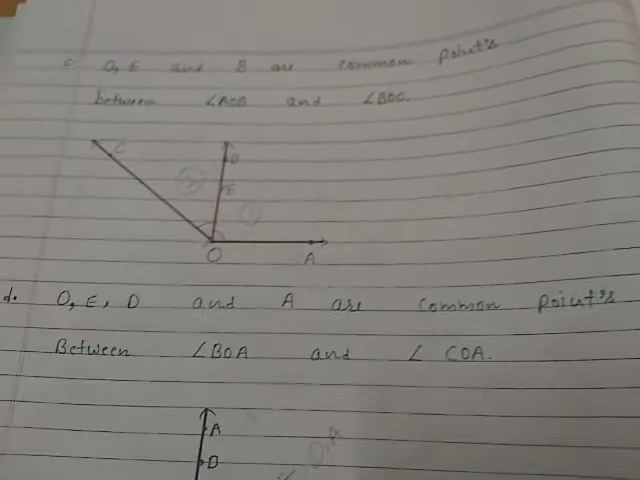 c O, E and B are common point's
between ∠AOB and ∠BOC.
C
B
E
O
A
d. O, E, D and A are common point's
Between ∠BOA and ∠ COA.
A
D